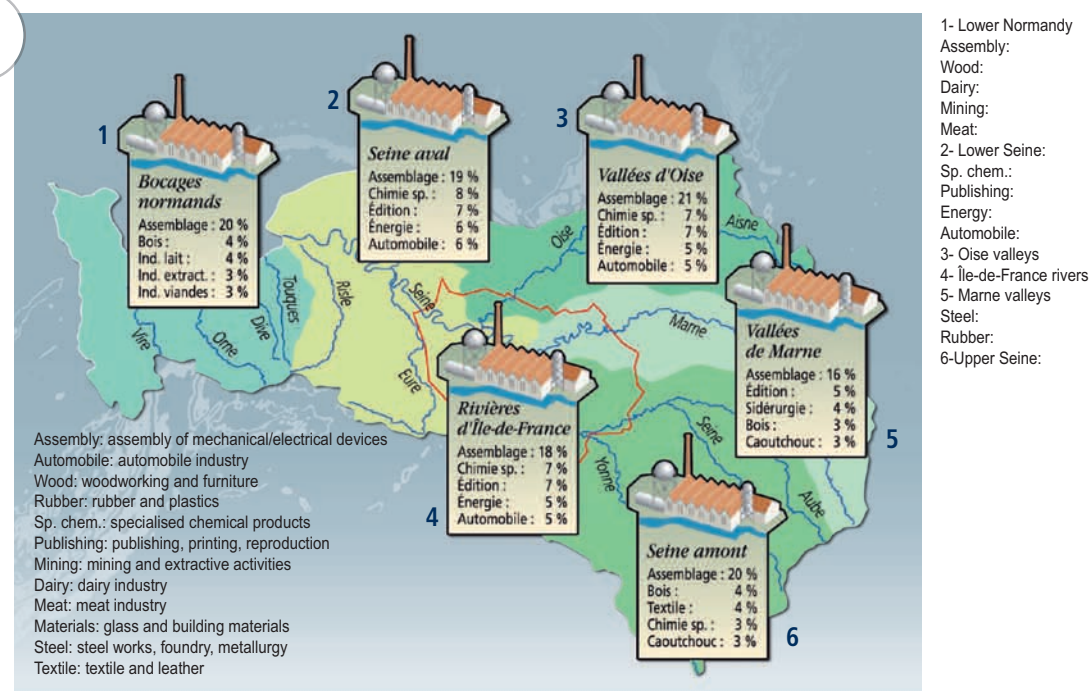 1
Bocages
normands
Assemblage : 20 %
Bois : 4 %
Ind. lait : 4 %
Ind. extract. : 3 %
Ind. viandes : 3 %
2
Seine aval
Assemblage : 19 %
Chimie sp. : 8 %
Édition : 7 %
Énergie : 6 %
Automobile : 6 %
3
Vallées d'OIse
Assemblage : 21 %
Chimie sp. : 7 %
Édition : 7 %
Énergie : 5 %
Automobile : 5 %
Vallées
de Marne
Assemblage : 16 %
Édition : 5 %
Sidérurgie : 4 %
Bois : 3 %
Caoutchouc : 3 %
5
Rivières
d'Île-de-France
Assemblage : 18 %
Chimie sp. : 7 %
Édition : 7 %
Énergie : 5 %
Automobile : 5 %
4
Seine amont
Assemblage : 20 %
Bois : 4 %
Textile : 4 %
Chimie sp. : 3 %
Caoutchouc : 3 %
6
Vire
Orne
Dive
Touques
Risle
Seine
Eure
Oise
Aisne
Marne
Yonne
Seine
Aube
Assembly: assembly of mechanical/electrical devices
Automobile: automobile industry
Wood: woodworking and furniture
Rubber: rubber and plastics
Sp. chem.: specialised chemical products
Publishing: publishing, printing, reproduction
Mining: mining and extractive activities
Dairy: dairy industry
Meat: meat industry
Materials: glass and building materials
Steel: steel works, foundry, metallurgy
Textile: textile and leather
1- Lower Normandy
Assembly:
Wood:
Dairy:
Mining:
Meat:
2- Lower Seine:
Sp. chem.:
Publishing:
Energy:
Automobile:
3- Oise valleys
4- Île-de-France rivers
5- Marne valleys
Steel:
Rubber:
6-Upper Seine: